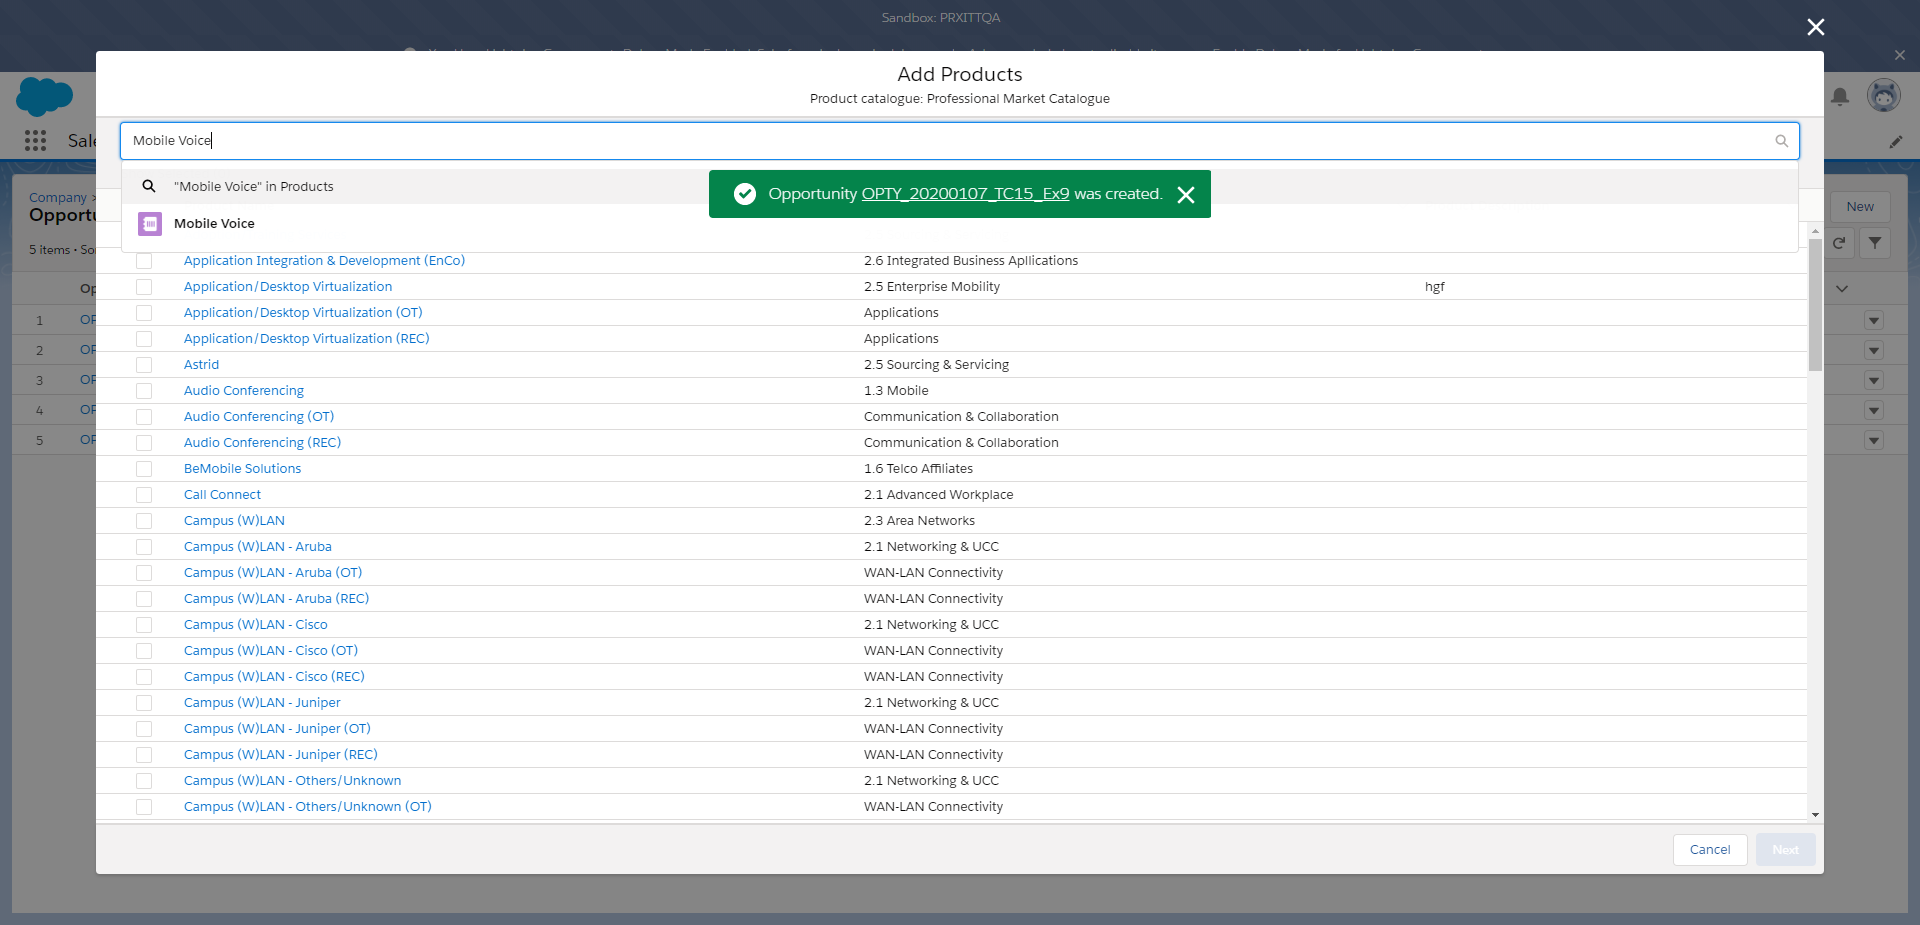 Sandbox: PRXITTQA
Add Products
Product catalogue: Professional Market Catalogue
Mobile Voice
"Mobile Voice" in Products
Opportunity OPTY_20200107_TC15_Ex9 was created.
Mobile Voice
Sale
Company >
Opportu
New
5 items • So
Op
1 OP
2 OP
3 OP
4 OP
5 OP
Application Integration & Development (EnCo) 2.6 Integrated Business Apllications
Application/Desktop Virtualization 2.5 Enterprise Mobility hgf
Application/Desktop Virtualization (OT) Applications
Application/Desktop Virtualization (REC) Applications
Astrid 2.5 Sourcing & Servicing
Audio Conferencing 1.3 Mobile
Audio Conferencing (OT) Communication & Collaboration
Audio Conferencing (REC) Communication & Collaboration
BeMobile Solutions 1.6 Telco Affiliates
Call Connect 2.1 Advanced Workplace
Campus (W)LAN 2.3 Area Networks
Campus (W)LAN - Aruba 2.1 Networking & UCC
Campus (W)LAN - Aruba (OT) WAN-LAN Connectivity
Campus (W)LAN - Aruba (REC) WAN-LAN Connectivity
Campus (W)LAN - Cisco 2.1 Networking & UCC
Campus (W)LAN - Cisco (OT) WAN-LAN Connectivity
Campus (W)LAN - Cisco (REC) WAN-LAN Connectivity
Campus (W)LAN - Juniper 2.1 Networking & UCC
Campus (W)LAN - Juniper (OT) WAN-LAN Connectivity
Campus (W)LAN - Juniper (REC) WAN-LAN Connectivity
Campus (W)LAN - Others/Unknown 2.1 Networking & UCC
Campus (W)LAN - Others/Unknown (OT) WAN-LAN Connectivity
Cancel
Next